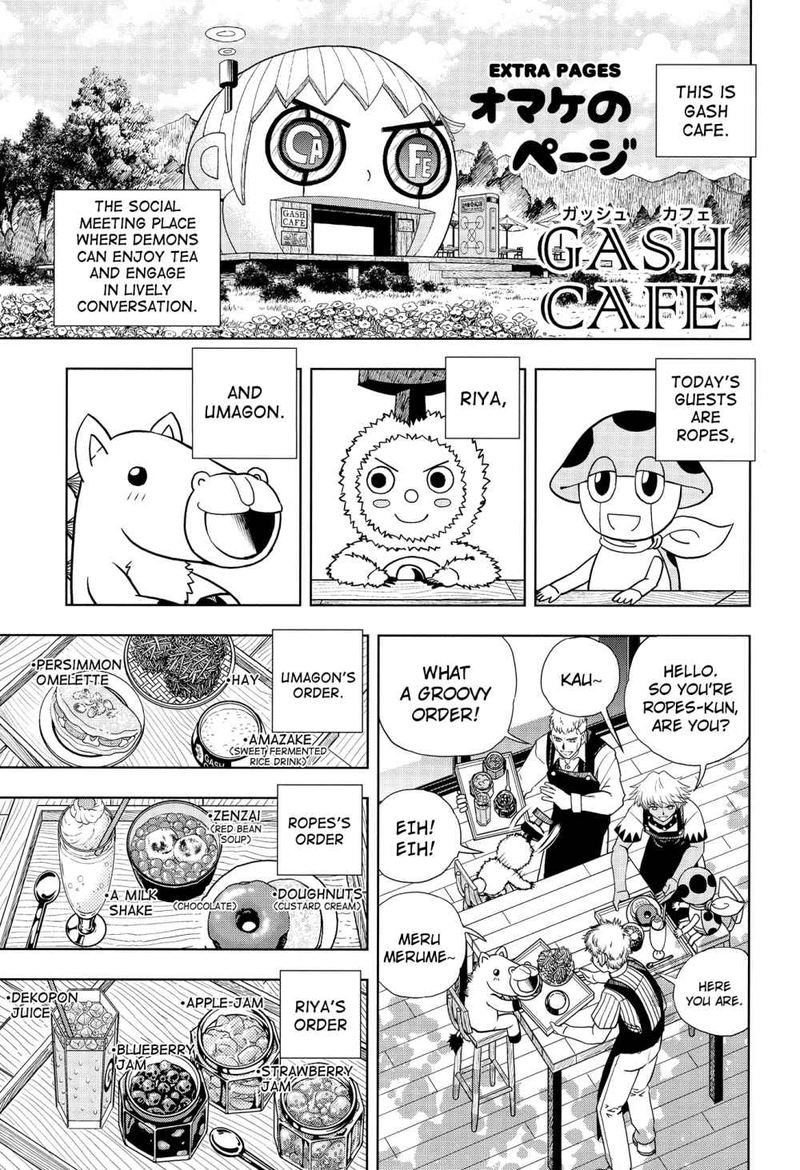 EXTRA PAGES
オマケの
ページ
THIS IS
GASH
CAFE.
CA
FE
GASH
CAFE
ガッシュ カフェ
GASH
CAFÉ
THE SOCIAL
MEETING PLACE
WHERE DEMONS
CAN ENJOY TEA
AND ENGAGE
IN LIVELY
CONVERSATION.
TODAY'S
GUESTS
ARE
ROPES,
RIYA,
AND
UMAGON.
HELLO.
SO YOU'RE
ROPES-KUN,
ARE YOU?
KAU~
WHAT
A GROOVY
ORDER!
EIH!
EIH!
MERU
MERUME~
HERE
YOU ARE.
UMAGON'S
ORDER.
•PERSIMMON
OMELETTE
•HAY
•AMAZAKE
(SWEET FERMENTED
RICE DRINK)
ROPES'S
ORDER
•ZENZAI
(RED BEAN
SOUP)
•A MILK
SHAKE
•DOUGHNUTS
(CHOCOLATE)
(CUSTARD CREAM)
RIYA'S
ORDER
•DEKOPON
JUICE
•APPLE JAM
•BLUEBERRY
JAM
•STRAWBERRY
JAM